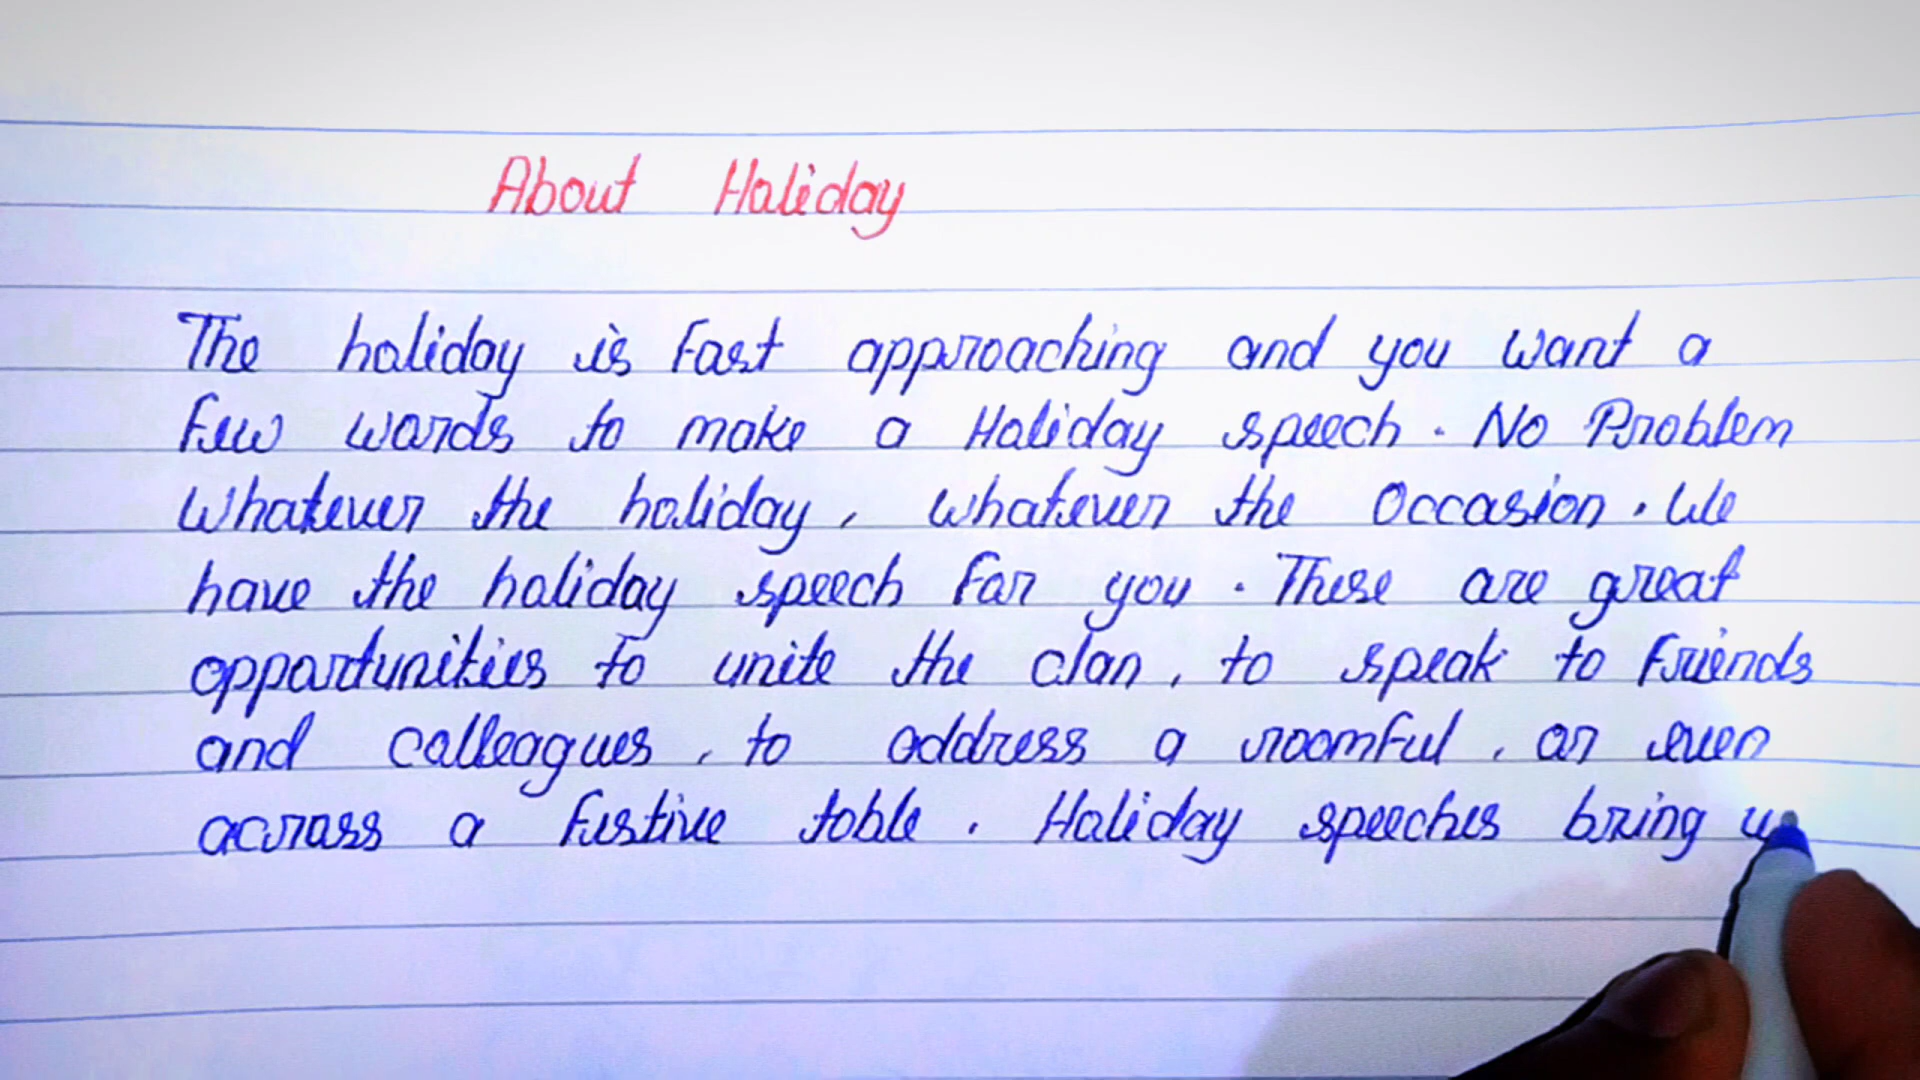 About Holiday
The holiday is fast approaching and you want a
few words to make a Holiday speech. No Problem
Whatever the holiday, whatever the Occasion. We
have the holiday speech for you. These are great
opportunities to unite the clan, to speak to friends
and colleagues, to address a roomful, or even
across a festive table. Holiday speeches bring